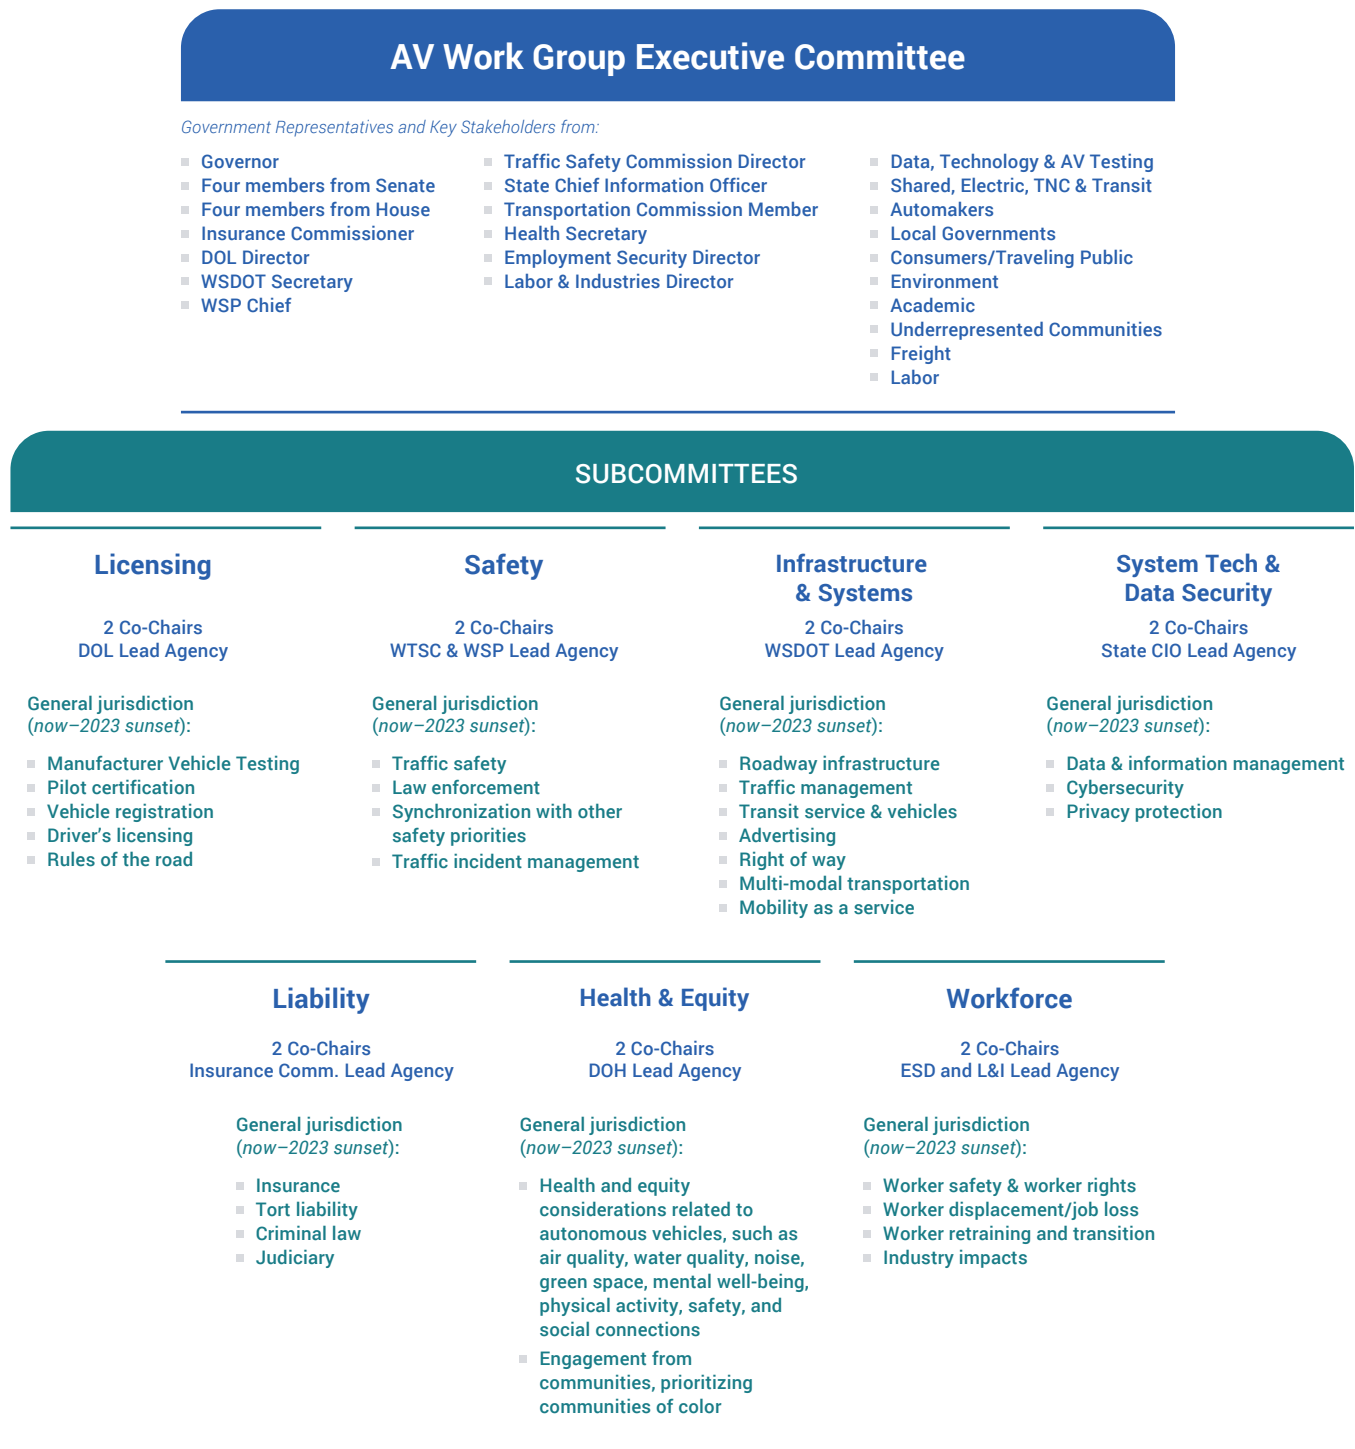 AV Work Group Executive Committee
Government Representatives and Key Stakeholders from:
Governor
Four members from Senate
Four members from House
Insurance Commissioner
DOL Director
WSDOT Secretary
WSP Chief
Traffic Safety Commission Director
State Chief Information Officer
Transportation Commission Member
Health Secretary
Employment Security Director
Labor & Industries Director
Data, Technology & AV Testing
Shared, Electric, TNC & Transit
Automakers
Local Governments
Consumers/Traveling Public
Environment
Academic
Underrepresented Communities
Freight
Labor
SUBCOMMITTEES
Licensing
2 Co-Chairs
DOL Lead Agency
General jurisdiction
(now–2023 sunset):
Manufacturer Vehicle Testing
Pilot certification
Vehicle registration
Driver’s licensing
Rules of the road
Safety
2 Co-Chairs
WTSC & WSP Lead Agency
General jurisdiction
(now–2023 sunset):
Traffic safety
Law enforcement
Synchronization with other
safety priorities
Traffic incident management
Infrastructure
& Systems
2 Co-Chairs
WSDOT Lead Agency
General jurisdiction
(now–2023 sunset):
Roadway infrastructure
Traffic management
Transit service & vehicles
Advertising
Right of way
Multi-modal transportation
Mobility as a service
System Tech &
Data Security
2 Co-Chairs
State CIO Lead Agency
General jurisdiction
(now–2023 sunset):
Data & information management
Cybersecurity
Privacy protection
Liability
2 Co-Chairs
Insurance Comm. Lead Agency
General jurisdiction
(now–2023 sunset):
Insurance
Tort liability
Criminal law
Judiciary
Health & Equity
2 Co-Chairs
DOH Lead Agency
General jurisdiction
(now–2023 sunset):
Health and equity
considerations related to
autonomous vehicles, such as
air quality, water quality, noise,
green space, mental well-being,
physical activity, safety, and
social connections
Engagement from
communities, prioritizing
communities of color
Workforce
2 Co-Chairs
ESD and L&I Lead Agency
General jurisdiction
(now–2023 sunset):
Worker safety & worker rights
Worker displacement/job loss
Worker retraining and transition
Industry impacts